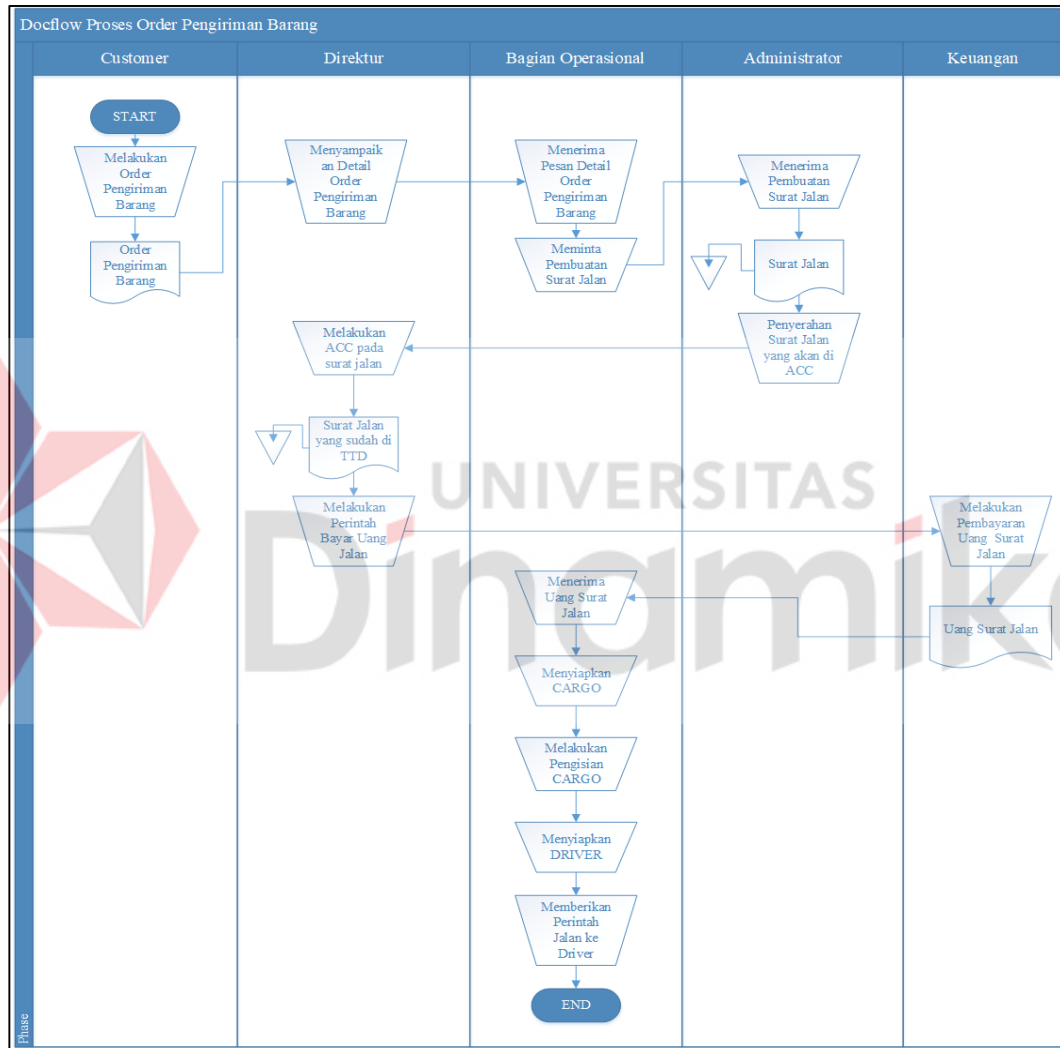 Docflow Proses Order Pengiriman Barang
Customer
Direktur
Bagian Operasional
Administrator
Keuangan
START
Melakukan
Order
Pengiriman
Barang
Order
Pengiriman
Barang
Menyampaik
an Detail
Order
Pengiriman
Barang
Menerima
Pesan Detail
Order
Pengiriman
Barang
Meminta
Pembuatan
Surat Jalan
Menerima
Pembuatan
Surat Jalan
Surat Jalan
Penyerahan
Surat Jalan
yang akan di
ACC
Melakukan
ACC pada
surat jalan
Surat Jalan
yang sudah di
TTD
Melakukan
Perintah
Bayar Uang
Jalan
Melakukan
Pembayaran
Uang Surat
Jalan
Uang Surat Jalan
Menerima
Uang Surat
Jalan
Menyiapkan
CARGO
Melakukan
Pengisian
CARGO
Menyiapkan
DRIVER
Memberikan
Perintah
Jalan ke
Driver
END
Phase
UNIVERSITAS
Dinamika